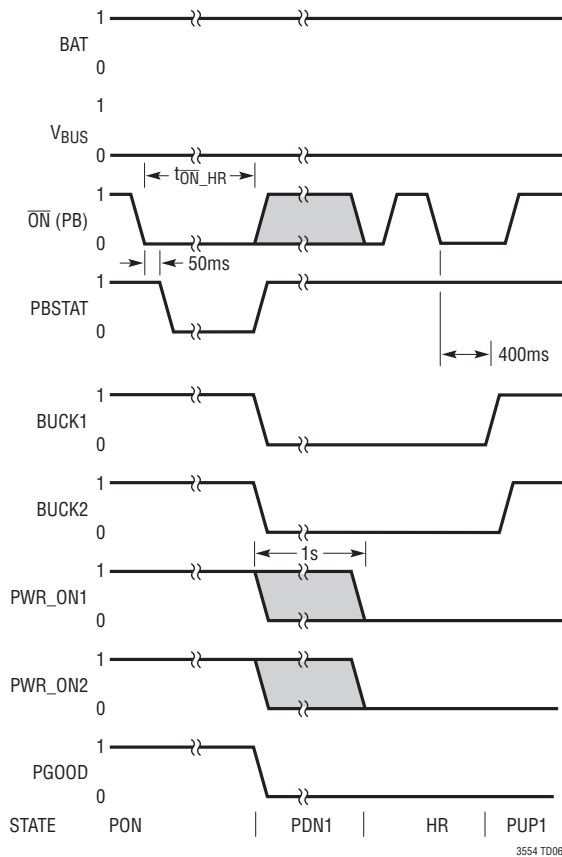 1
BAT
0
1
VBUS
0
tON_HR
1
ON (PB)
0
50ms
1
PBSTAT
0
400ms
1
BUCK1
0
1
BUCK2
0
1s
1
PWR_ON1
0
1
PWR_ON2
0
1
PGOOD
0
STATE PON PDN1 HR PUP1
3554 TD06